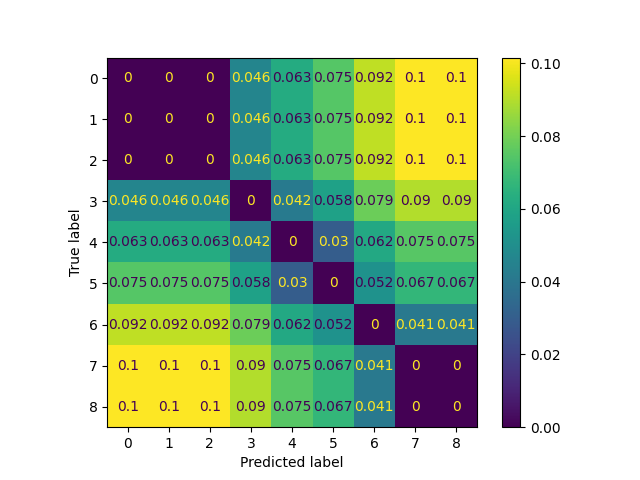 0 0 0 0 0.046 0.063 0.075 0.092 0.1 0.1 0.10
1 0 0 0 0.046 0.063 0.075 0.092 0.1 0.1 0.08
2 0 0 0 0.046 0.063 0.075 0.092 0.1 0.1
3 0.046 0.046 0.046 0 0.042 0.058 0.079 0.09 0.09 0.06
4 0.063 0.063 0.063 0.042 0 0.03 0.062 0.075 0.075
True label
5 0.075 0.075 0.075 0.058 0.03 0 0.052 0.067 0.067 0.04
6 0.092 0.092 0.092 0.079 0.062 0.052 0 0.041 0.041
7 0.1 0.1 0.1 0.09 0.075 0.067 0.041 0 0 0.02
8 0.1 0.1 0.1 0.09 0.075 0.067 0.041 0 0 0.00
0 1 2 3 4 5 6 7 8
Predicted label